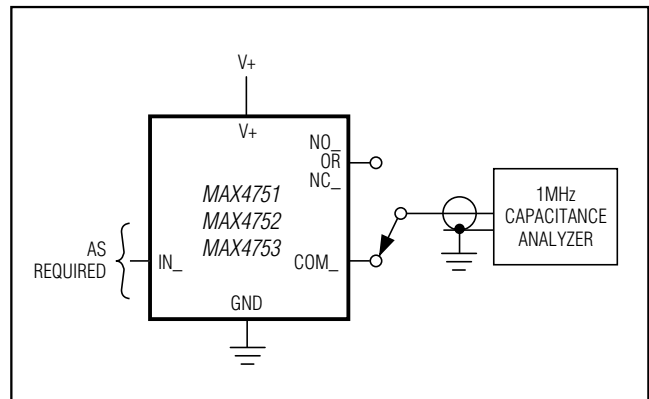 V+
V+
NO_
OR
NC_
MAX4751
MAX4752
MAX4753
AS
REQUIRED
IN_
COM_
GND
1MHz
CAPACITANCE
ANALYZER